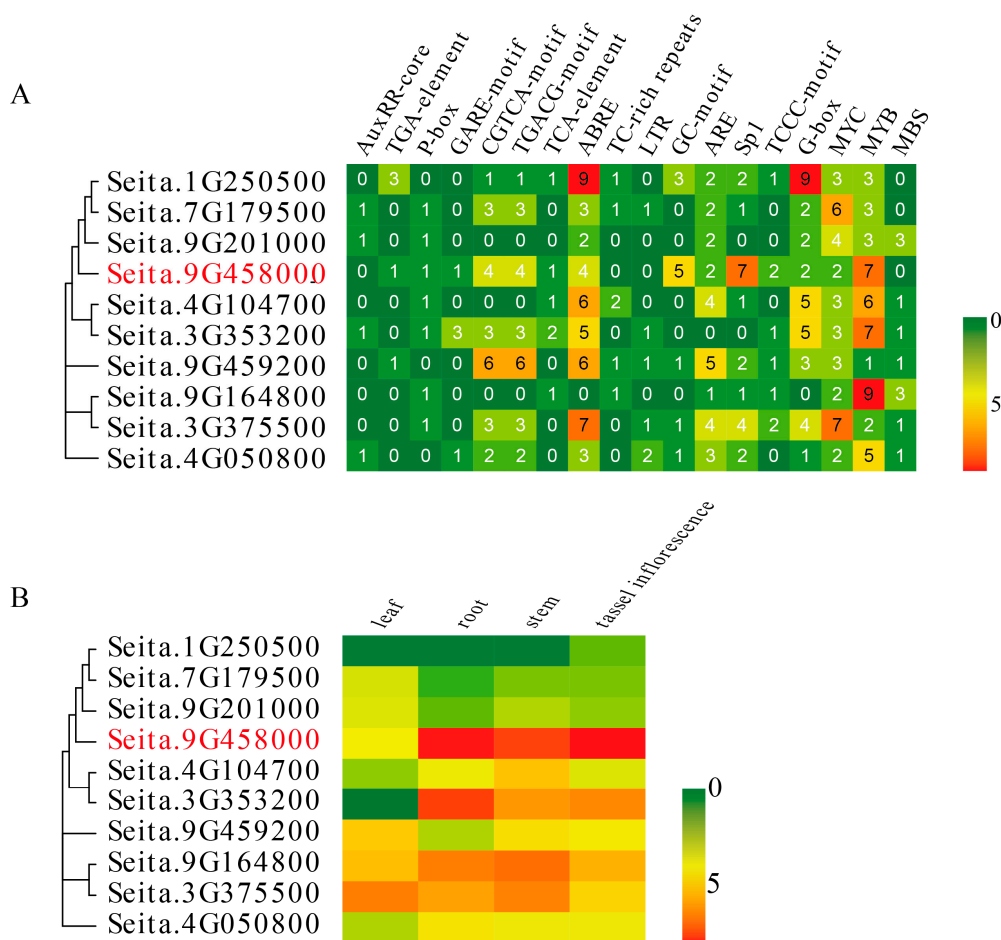 A
AuxRR-core TGA-element P-box GARE-motif CGTCA-motif TGACG-motif TCA-element ABRE TC-rich repeats LTR GC-motif ARE Sp1 TCCC-motif G-box MYC MYB MBS
Seita.1G250500 0 3 0 0 1 1 1 9 1 0 3 2 2 1 9 3 3 0
Seita.7G179500 1 0 1 0 3 3 0 3 1 1 0 2 1 0 2 6 3 0
Seita.9G201000 1 0 1 0 0 0 0 2 0 0 0 2 0 0 2 4 3 3
Seita.9G458000 0 1 1 1 4 4 1 4 0 0 5 2 7 2 2 2 7 0
Seita.4G104700 0 0 1 0 0 0 1 6 2 0 0 4 1 0 5 3 6 1
Seita.3G353200 1 0 1 3 3 3 2 5 0 1 0 0 0 1 5 3 7 1
Seita.9G459200 0 1 0 0 6 6 0 6 1 1 1 5 2 1 3 3 1 1
Seita.9G164800 0 0 1 0 0 0 1 0 1 0 0 1 1 1 0 2 9 3
Seita.3G375500 0 0 1 0 3 3 0 7 0 1 1 4 4 2 4 7 2 1
Seita.4G050800 1 0 0 1 2 2 0 3 0 2 1 3 2 0 1 2 5 1
0
5
B
leaf root stem tassel inflorescence
Seita.1G250500
Seita.7G179500
Seita.9G201000
Seita.9G458000
Seita.4G104700
Seita.3G353200
Seita.9G459200
Seita.9G164800
Seita.3G375500
Seita.4G050800
0
5